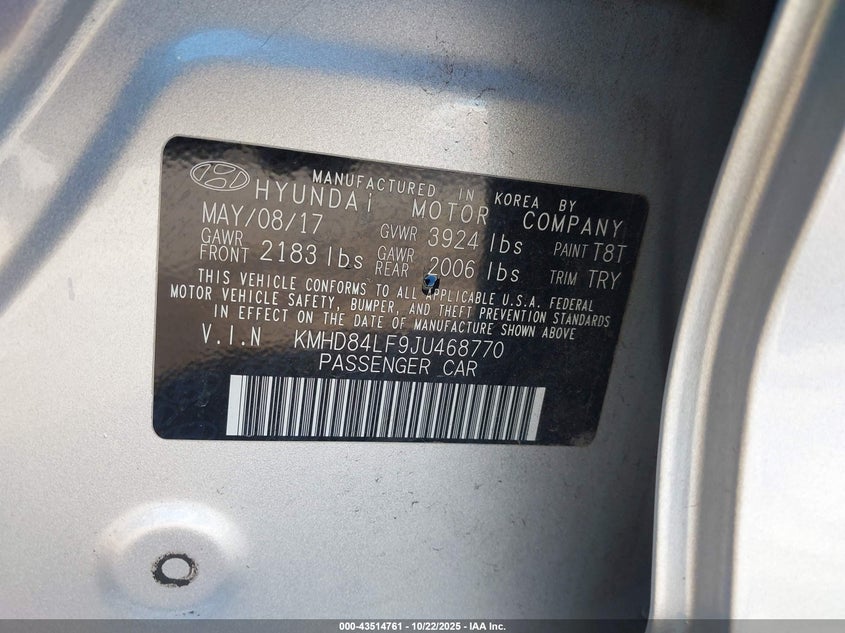 MANUFACTURED IN KOREA BY
HYUNDAI MOTOR COMPANY
MAY/08/17 GVWR 3924 lbs PAINT T8T
GAWR FRONT 2183 lbs GAWR REAR 2006 lbs TRIM TRY
THIS VEHICLE CONFORMS TO ALL APPLICABLE U.S.A. FEDERAL
MOTOR VEHICLE SAFETY, BUMPER, AND THEFT PREVENTION STANDARDS
IN EFFECT ON THE DATE OF MANUFACTURE SHOWN ABOVE
V.I.N KMHD84LF9JU468770
PASSENGER CAR
000-43514761 - 10/22/2025 - IAA Inc.